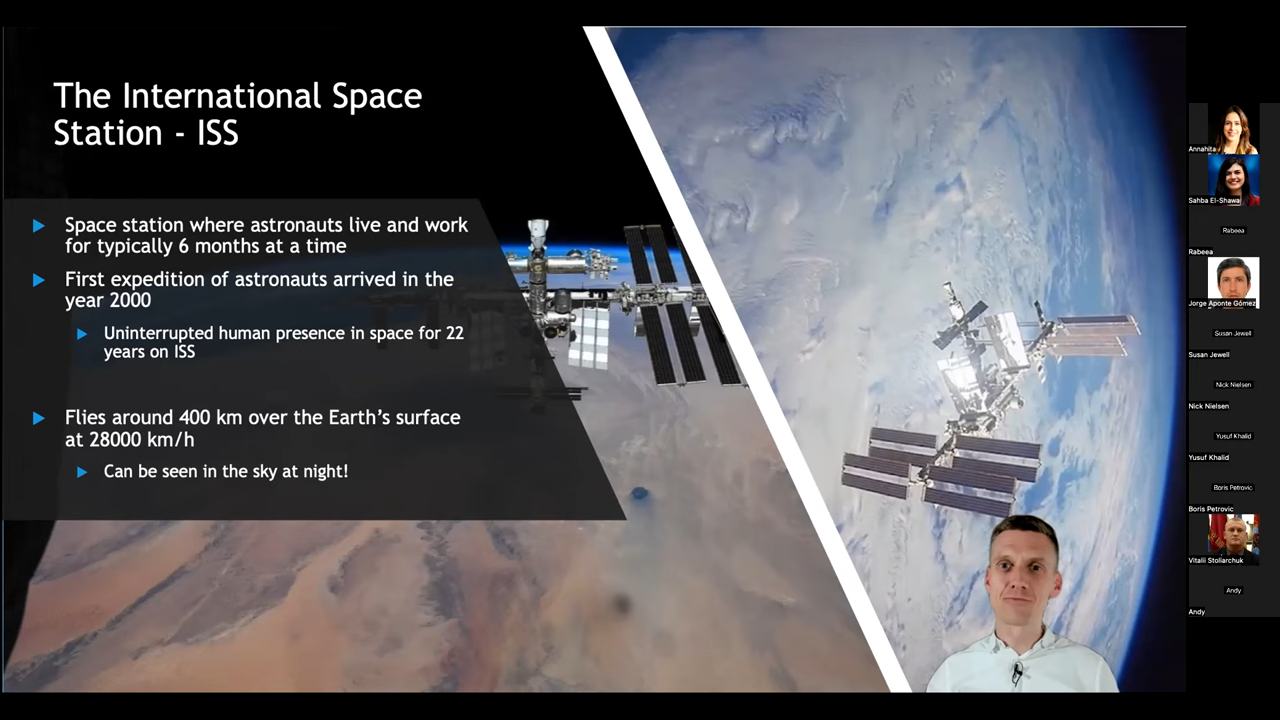 The International Space
Station - ISS
Space station where astronauts live and work
for typically 6 months at a time
First expedition of astronauts arrived in the
year 2000
Uninterrupted human presence in space for 22
years on ISS
Flies around 400 km over the Earth's surface
at 28000 km/h
Can be seen in the sky at night!
Annahita
Sahba El-Shawa
Rabeea
Rabeea
Jorge Aponte Gómez
Susan Jewell
Susan Jewell
Nick Nielsen
Nick Nielsen
Yusuf Khalid
Yusuf Khalid
Boris Petrovic
Boris Petrovic
Vitalii Stoliarchuk
Andy
Andy